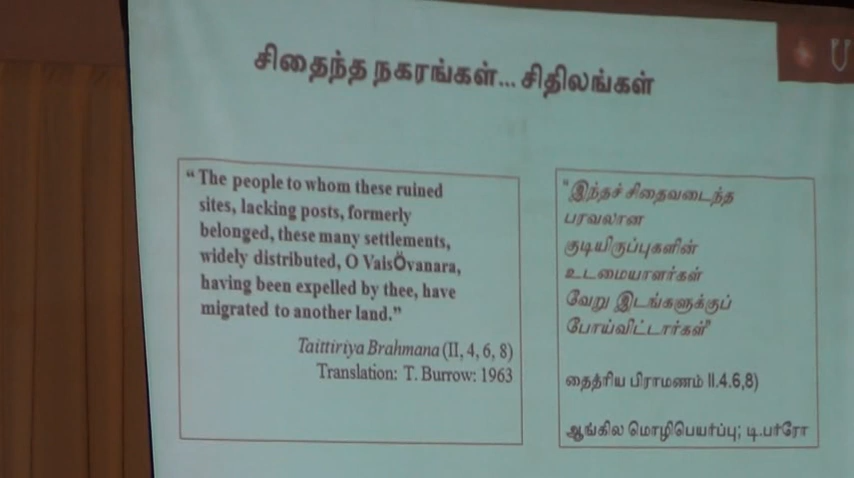 சிதைந்த நகரங்கள்... சிதிலங்கள்
“The people to whom these ruined
sites, lacking posts, formerly
belonged, these many settlements,
widely distributed, O VaisÖvanara,
having been expelled by thee, have
migrated to another land.”
Taittiriya Brahmana (II, 4, 6, 8)
Translation: T. Burrow: 1963
“இந்தச் சிதைவடைந்த
பரவலான
குடியிருப்புகளின்
உடமையாளர்கள்
வேறு இடங்களுக்குப்
போய்விட்டார்கள்”
தைத்ரிய பிராமணம் II.4.6,8)
ஆங்கில மொழிபெயர்ப்பு; டி.பர்ரோ